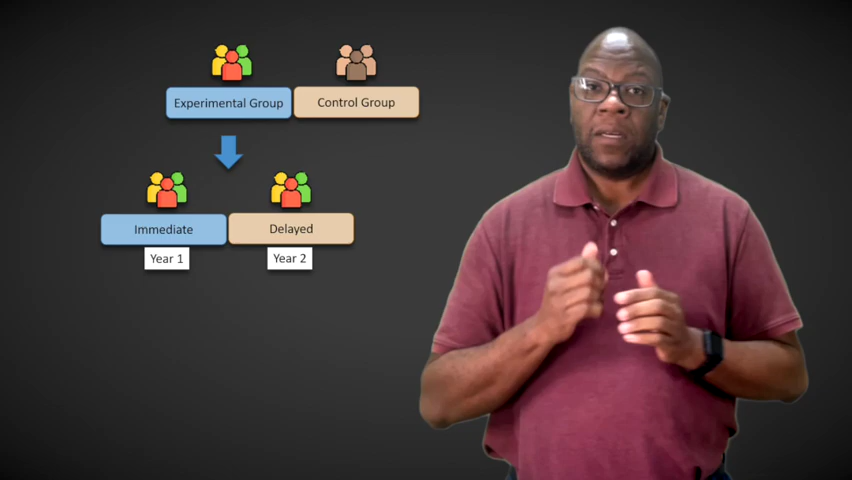 Experimental Group
Control Group
Immediate
Delayed
Year 1
Year 2